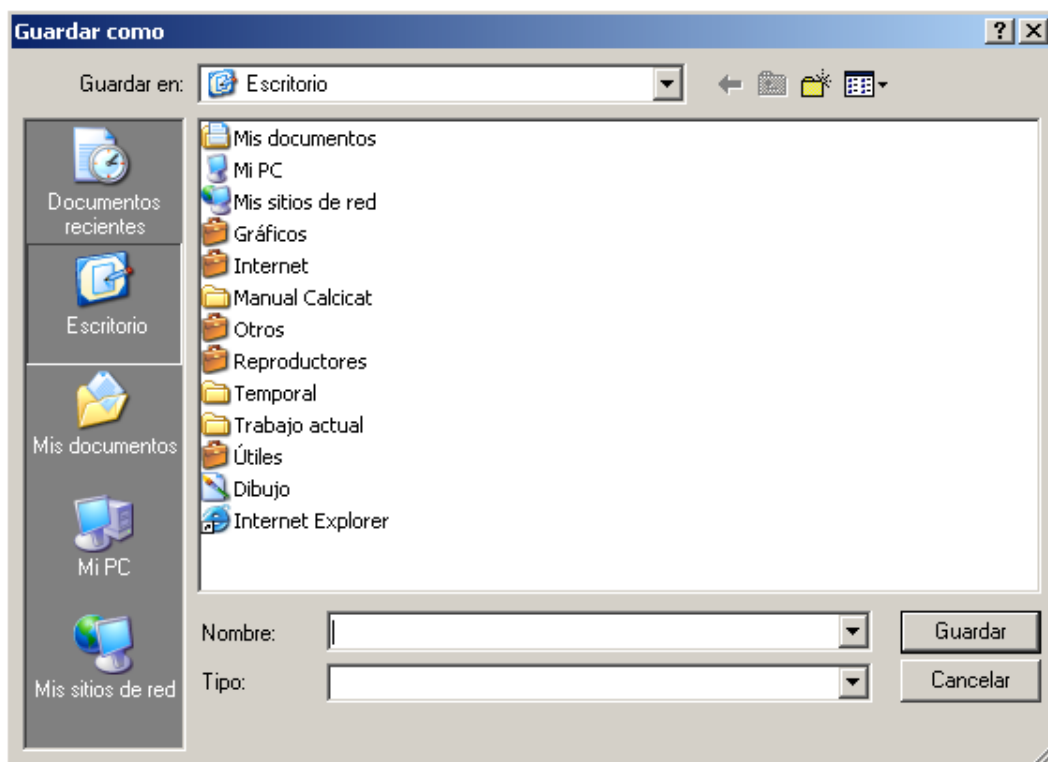 Guardar como
Guardar en:
Escritorio
Documentos
recientes
Escritorio
Mis documentos
Mi PC
Mis sitios de red
Mis documentos
Mi PC
Mis sitios de red
Gráficos
Internet
Manual Calcicat
Otros
Reproductores
Temporal
Trabajo actual
Útiles
Dibujo
Internet Explorer
Nombre:
Guardar
Tipo:
Cancelar